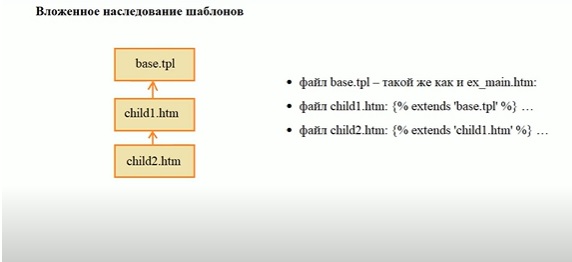 Вложенное наследование шаблонов
base.tpl
child1.htm
child2.htm
• файл base.tpl – такой же как и ex_main.htm:
• файл child1.htm: {% extends 'base.tpl' %} …
• файл child2.htm: {% extends 'child1.htm' %} …